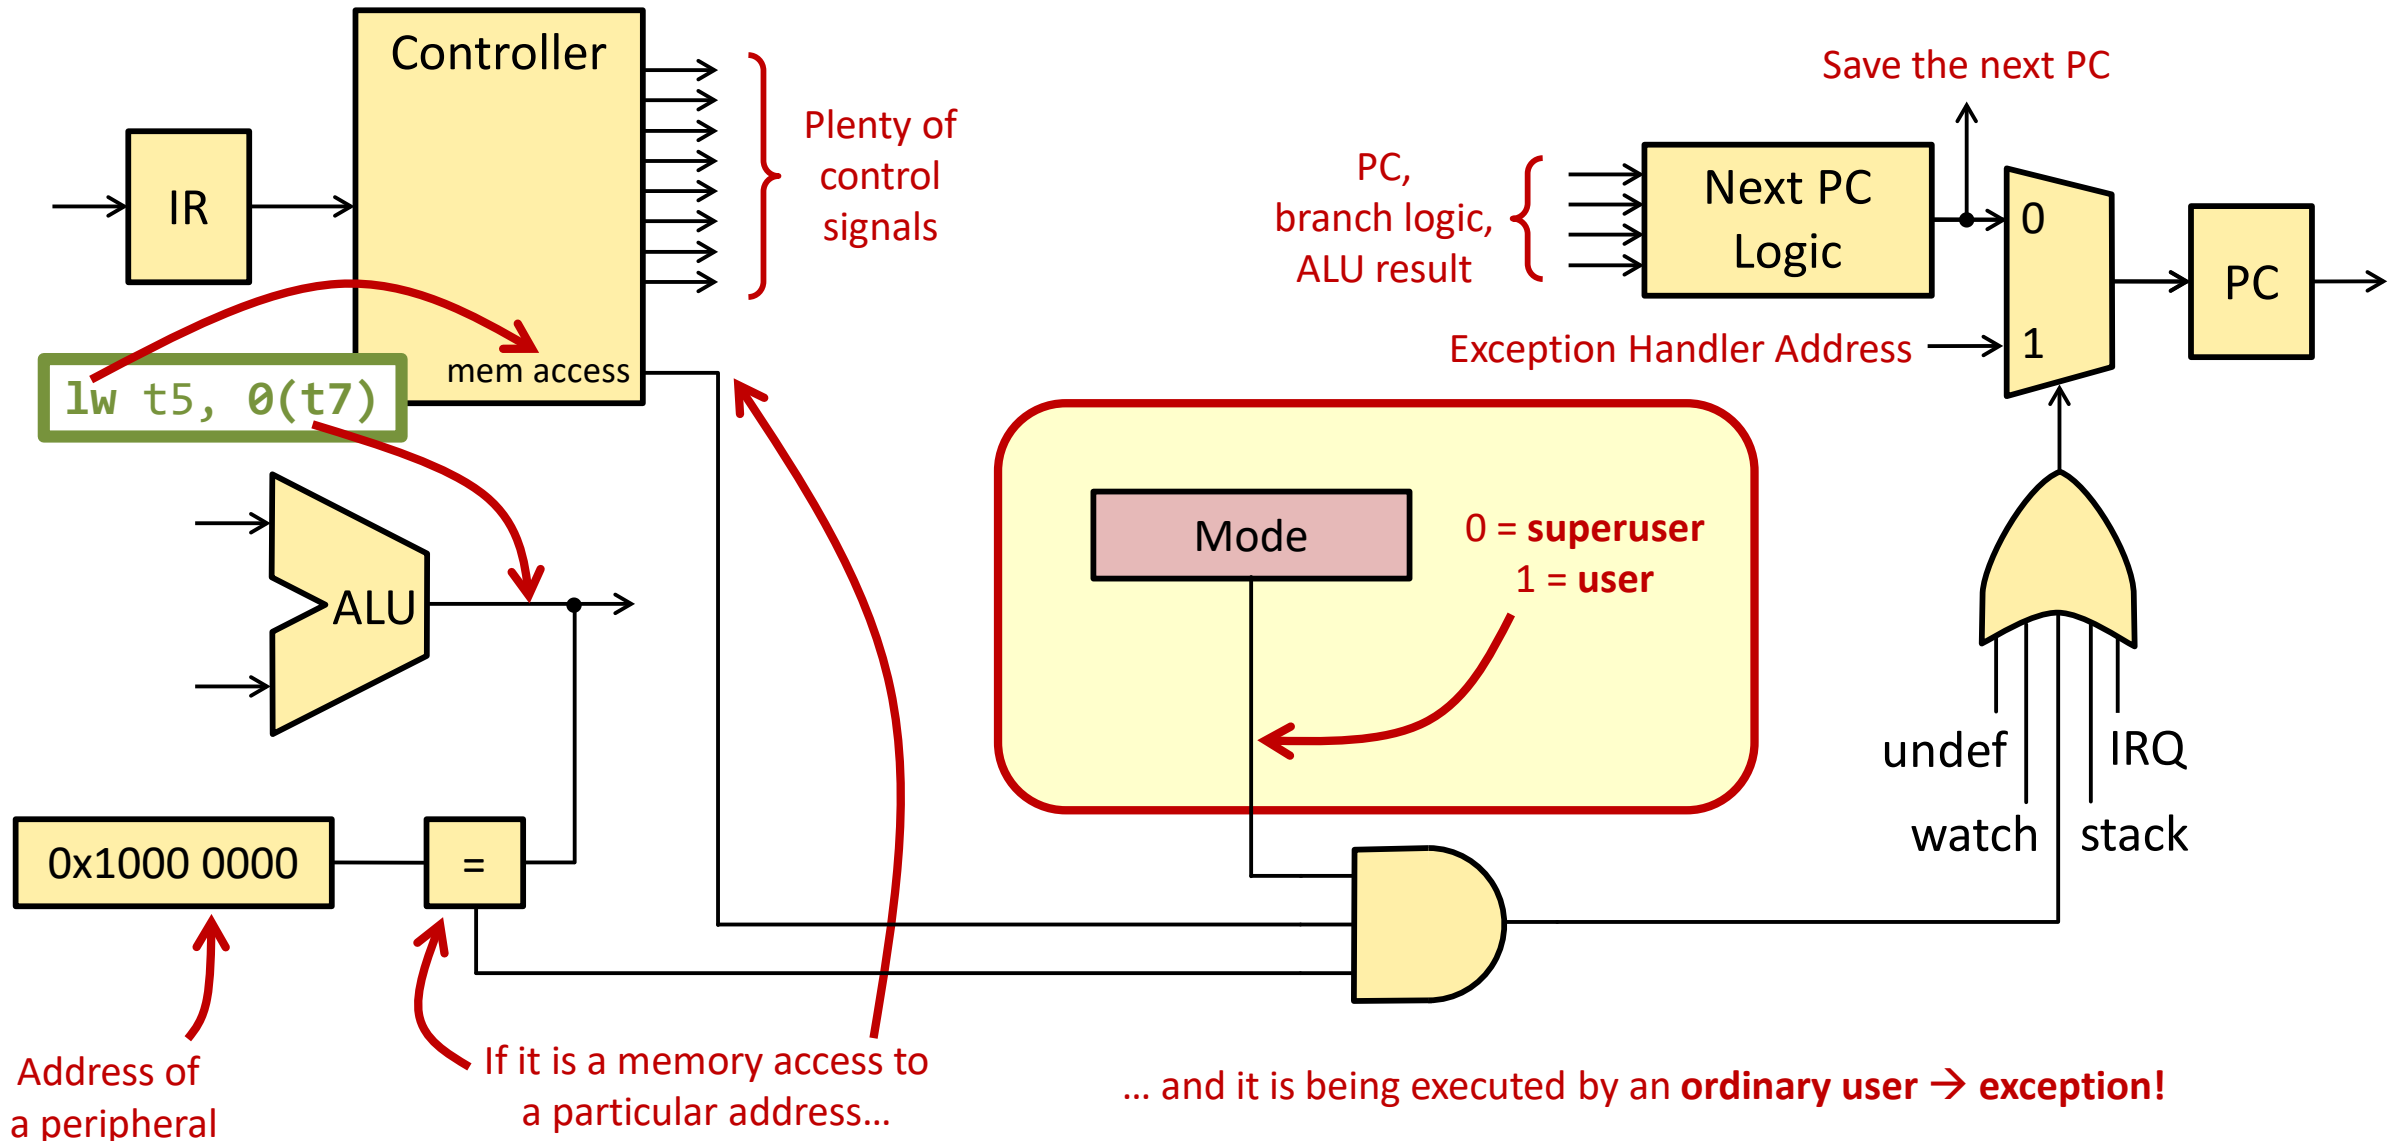 Controller
Save the next PC
Plenty of
control
signals
IR
PC,
branch logic,
ALU result
Next PC
Logic
0
1
PC
Exception Handler Address
mem access
lw t5, 0(t7)
Mode
0 = superuser
1 = user
ALU
undef
IRQ
watch
stack
0x1000 0000
=
Address of
a peripheral
If it is a memory access to
a particular address...
... and it is being executed by an ordinary user → exception!